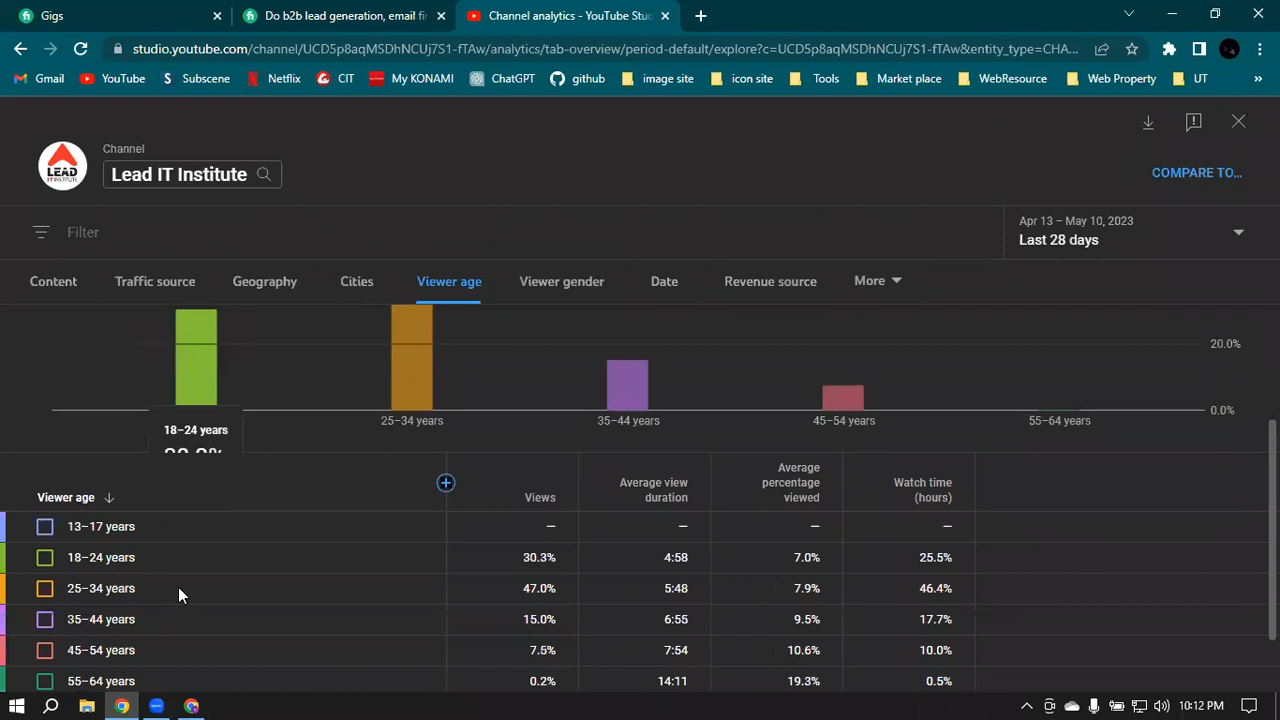 Gigs
Do b2b lead generation, email fi
Channel analytics - YouTube Stu
studio.youtube.com/channel/UCD5p8aqMSDhNCUj7S1-fTAw/analytics/tab-overview/period-default/explore?c=UCD5p8aqMSDhNCUj7S1-fTAw&entity_type=CHA...
Gmail
YouTube
Subscene
Netflix
CIT
My KONAMI
ChatGPT
github
image site
icon site
Tools
Market place
WebResource
Web Property
UT
Channel
Lead IT Institute
LEAD
IT INSTITUTE
COMPARE TO...
Filter
Apr 13 – May 10, 2023
Last 28 days
Content
Traffic source
Geography
Cities
Viewer age
Viewer gender
Date
Revenue source
More
20.0%
0.0%
25–34 years
35–44 years
45–54 years
55–64 years
18–24 years
Viewer age
Views
Average view duration
Average percentage viewed
Watch time (hours)
13–17 years — — — —
18–24 years 30.3% 4:58 7.0% 25.5%
25–34 years 47.0% 5:48 7.9% 46.4%
35–44 years 15.0% 6:55 9.5% 17.7%
45–54 years 7.5% 7:54 10.6% 10.0%
55–64 years 0.2% 14:11 19.3% 0.5%
10:12 PM